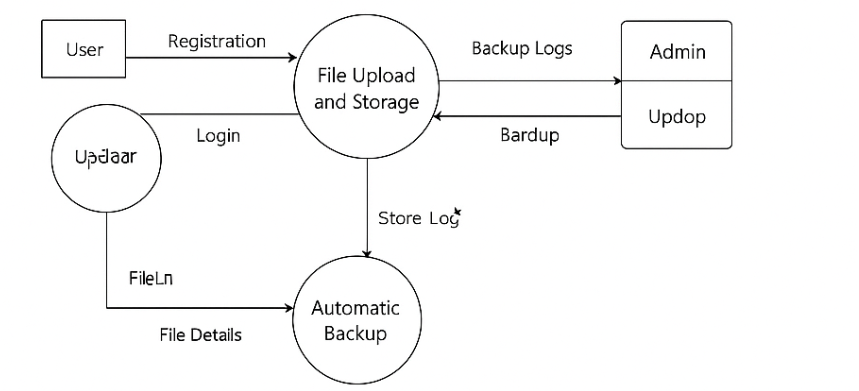 User
Registration
File Upload
and Storage
Backup Logs
Admin
Updop
Bardup
Login
Store Log
FileLn
File Details
Automatic
Backup